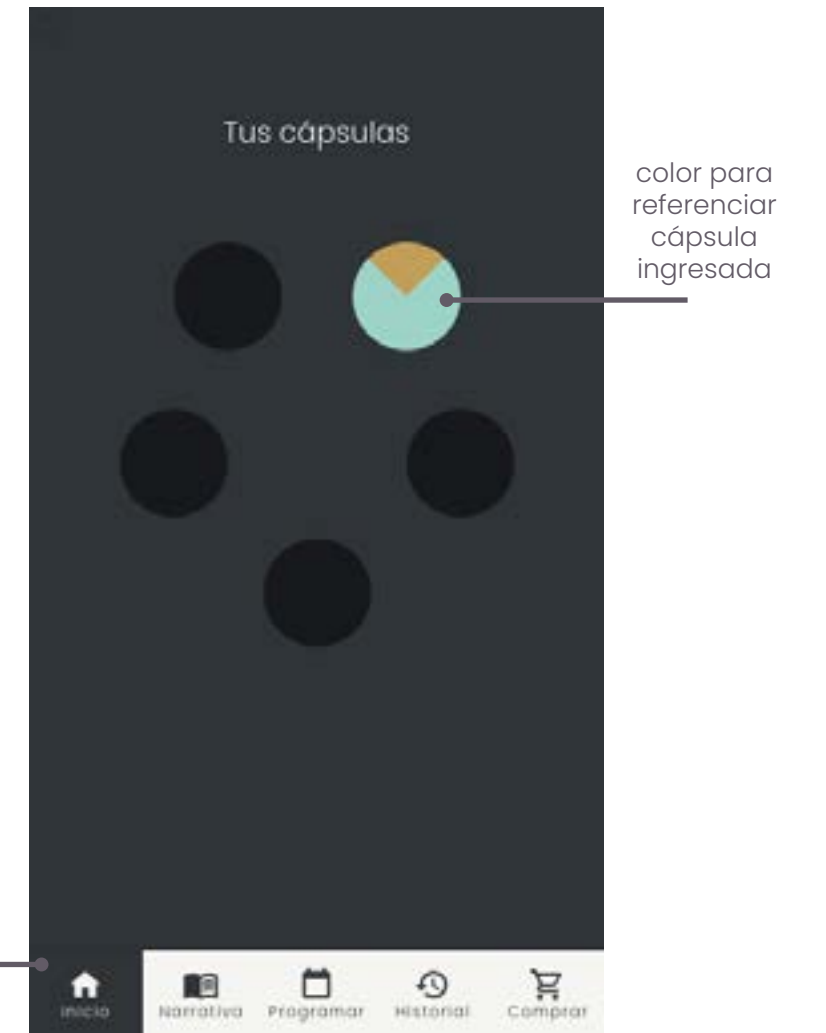 Tus cápsulas
color para
referenciar
cápsula
ingresada
Inicio
Narrativa
Programar
Historial
Comprar